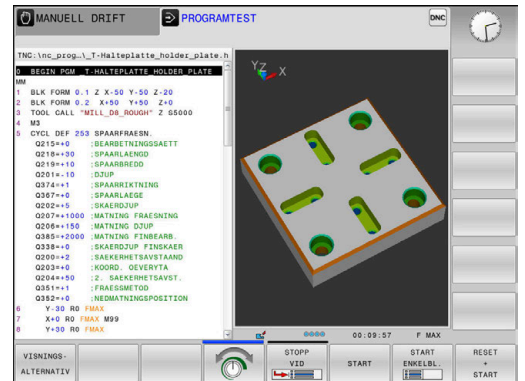 MANUELL DRIFT
PROGRAMTEST
DNC
TNC:\nc_prog…\_T-Halteplatte_holder_plate.h
0 BEGIN PGM _T-HALTEPLATTE_HOLDER_PLATE
MM
1 BLK FORM 0.1 Z X-50 Y-50 Z-20
2 BLK FORM 0.2 X+50 Y+50 Z+0
3 TOOL CALL "MILL_D8_ROUGH" Z S5000
4 M3
5 CYCL DEF 253 SPAARFRAESN.
Q215=+0 ;BEARBETNINGSSAETT
Q218=+30 ;SPAARLAENGD
Q219=+10 ;SPAARBREDD
Q201=-10 ;DJUP
Q374=+1 ;SPAARRIKTNING
Q367=+0 ;SPAARLAEGE
Q202=+5 ;SKAERDJUP
Q207=+1000 ;MATNING FRAESNING
Q206=+150 ;MATNING DJUP
Q385=+2000 ;MATNING FINBEARB.
Q338=+0 ;SKAERDJUP FINSKAER
Q200=+2 ;SAEKERHETSAVSTAAND
Q203=+0 ;KOORD. OEVERYTA
Q204=+50 ;2. SAEKERHETSAVST.
Q351=+1 ;FRAESMETOD
Q352=+0 ;NEDMATNINGSPOSITION
6 Y-30 R0 FMAX
7 X+0 R0 FMAX M99
8 Y+30 R0 FMAX
Y Z X
00:09:57 F MAX
VISNINGS-
ALTERNATIV
STOPP
VID
START
START
ENKELBL.
RESET
+
START